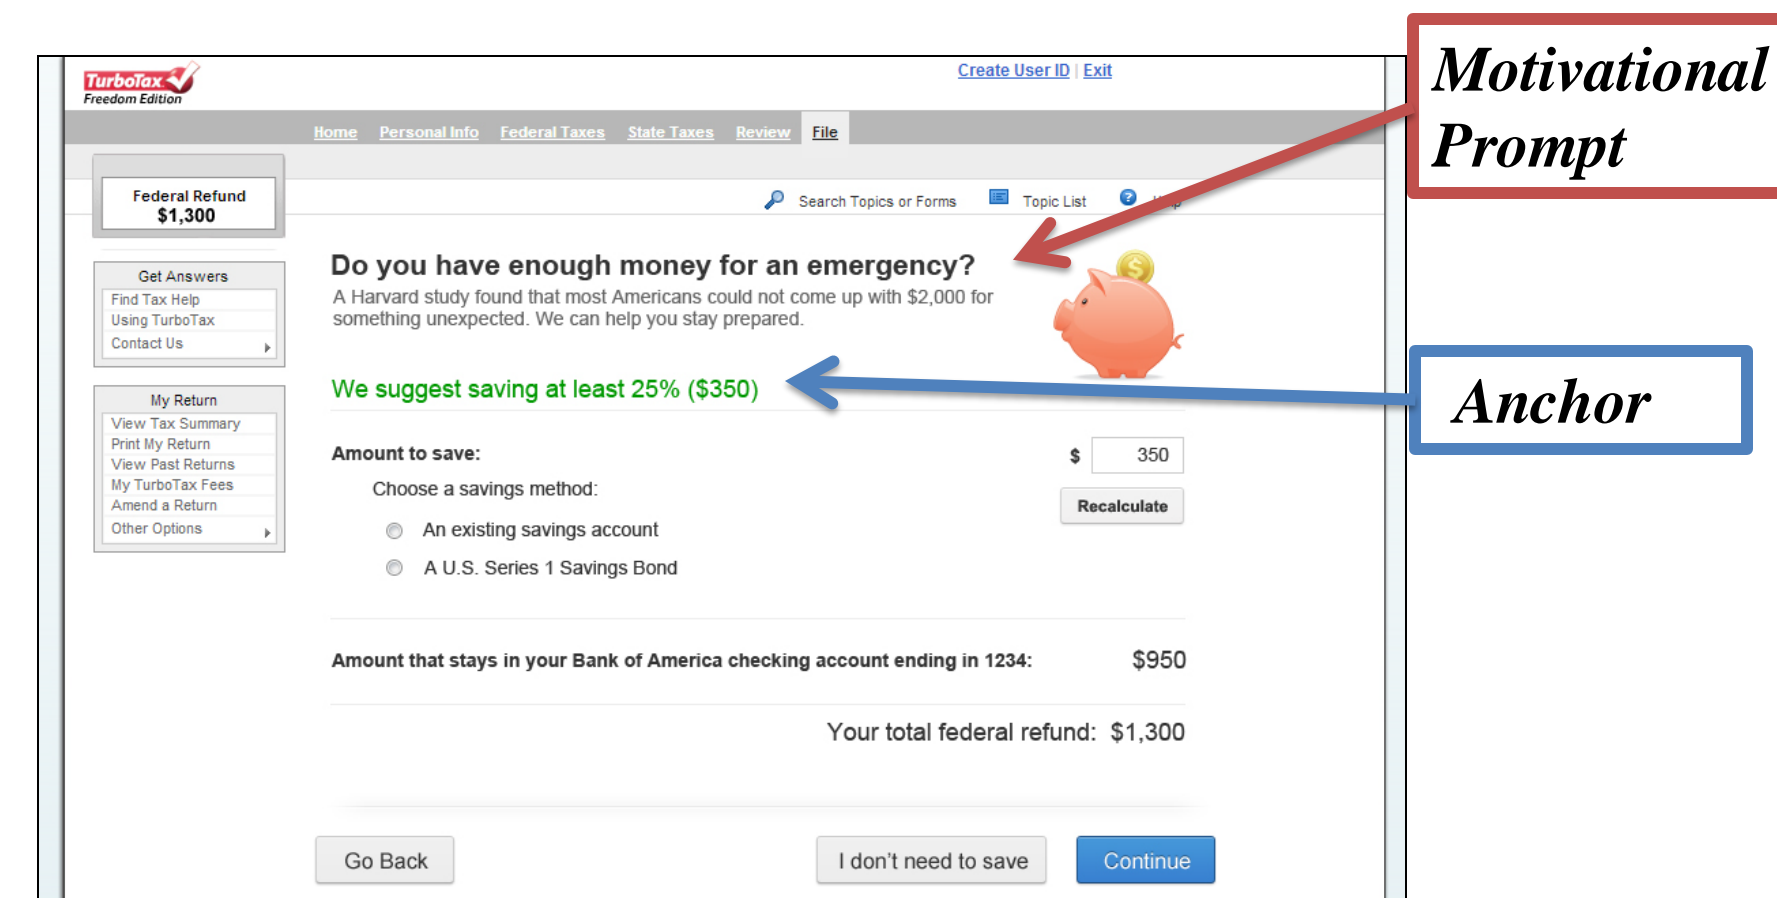 Motivational
Prompt
TurboTax
Freedom Edition
Create User ID | Exit
Home Personal Info Federal Taxes State Taxes Review File
Federal Refund
$1,300
Search Topics or Forms Topic List Help
Get Answers
Find Tax Help
Using TurboTax
Contact Us
Do you have enough money for an emergency?
A Harvard study found that most Americans could not come up with $2,000 for
something unexpected. We can help you stay prepared.
We suggest saving at least 25% ($350)
Anchor
My Return
View Tax Summary
Print My Return
View Past Returns
My TurboTax Fees
Amend a Return
Other Options
Amount to save: $ 350
Choose a savings method:
Recalculate
An existing savings account
A U.S. Series 1 Savings Bond
Amount that stays in your Bank of America checking account ending in 1234: $950
Your total federal refund: $1,300
Go Back I don't need to save Continue